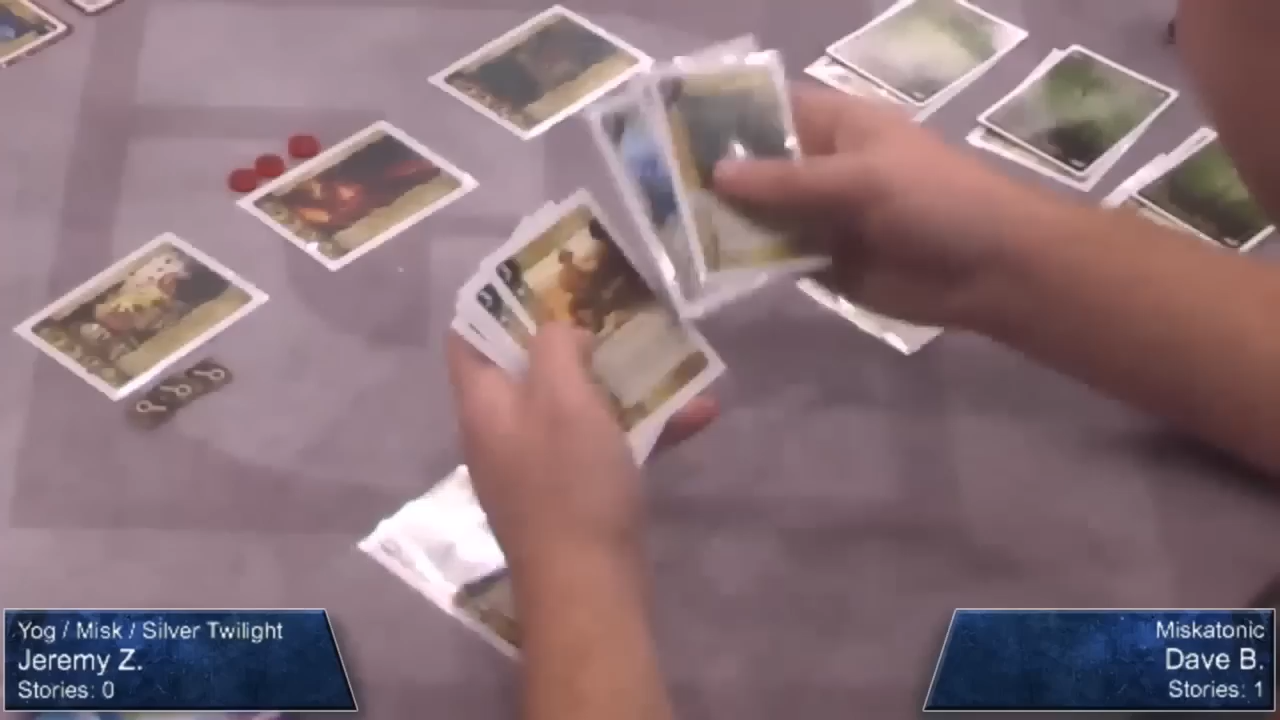 Yog / Misk / Silver Twilight
Jeremy Z.
Stories: 0
Miskatonic
Dave B.
Stories: 1